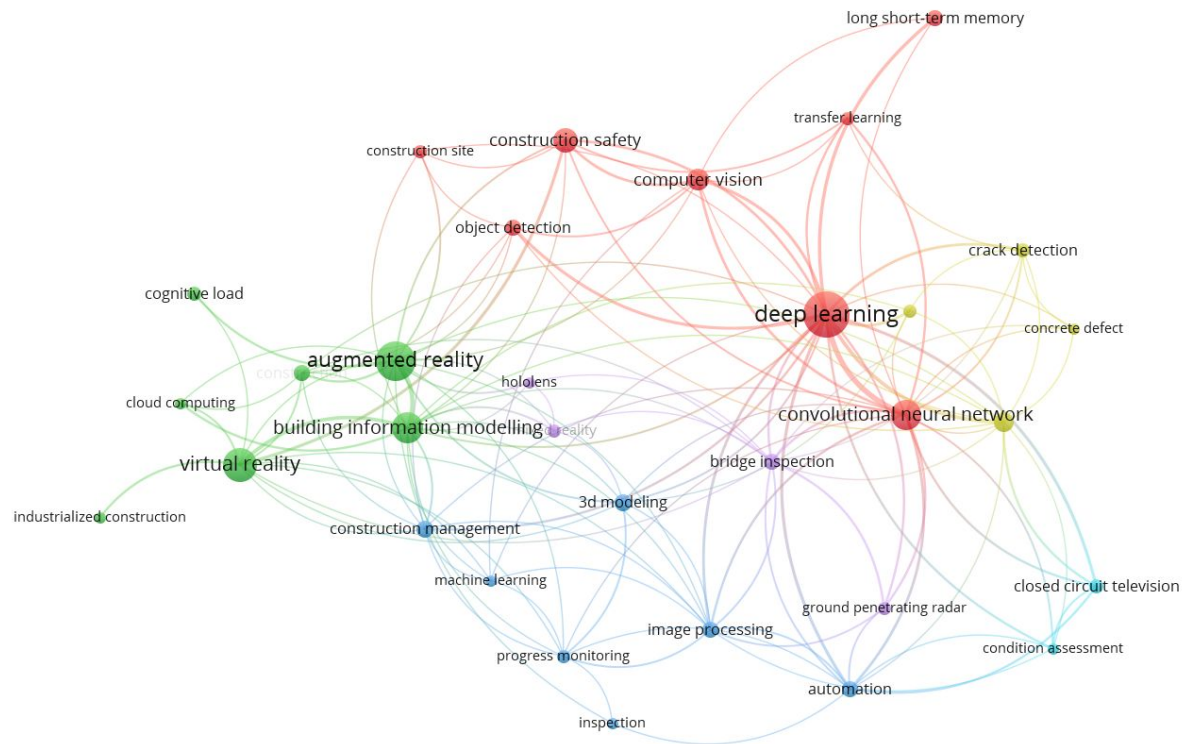 long short-term memory
transfer learning
construction safety
construction site
computer vision
object detection
crack detection
cognitive load
deep learning
concrete defect
augmented reality
hololens
cloud computing
convolutional neural network
building information modelling
reality
virtual reality
bridge inspection
3d modeling
industrialized construction
construction management
machine learning
closed circuit television
ground penetrating radar
image processing
condition assessment
progress monitoring
automation
inspection